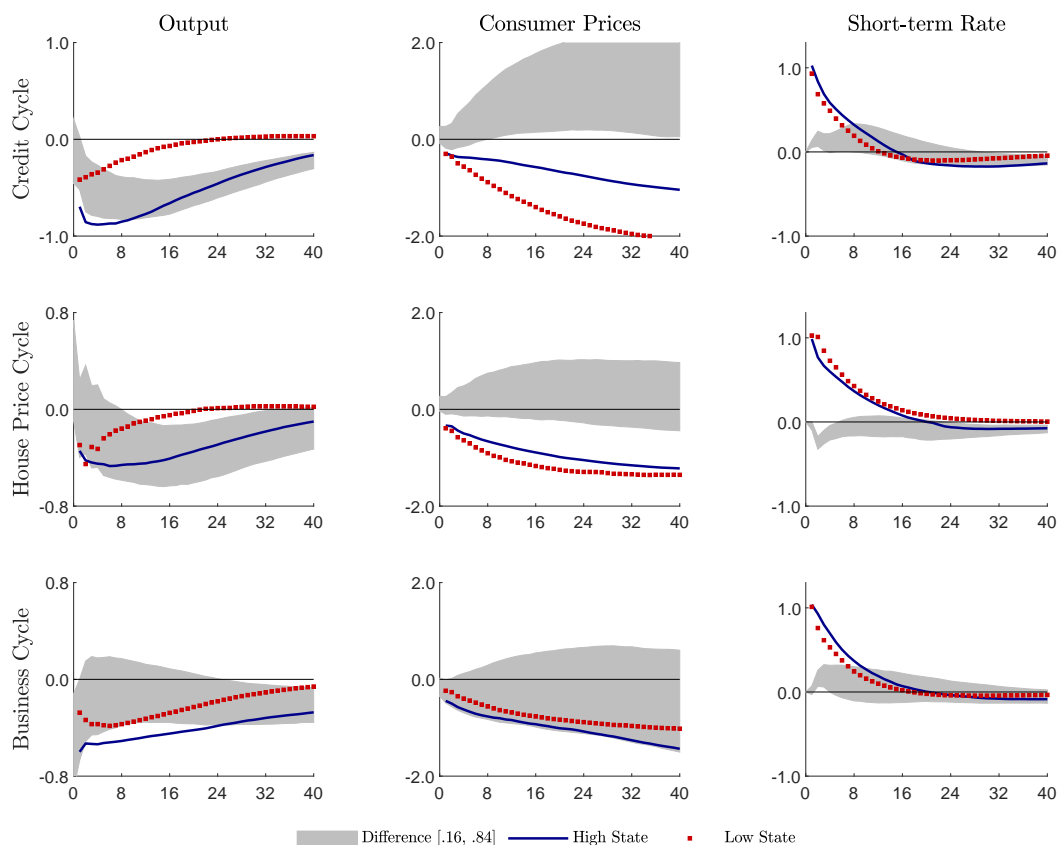 Output Consumer Prices Short-term Rate
Credit Cycle
1.0
0.0
-1.0
0 8 16 24 32 40
2.0
0.0
-2.0
0 8 16 24 32 40
1.0
0.0
-1.0
0 8 16 24 32 40
House Price Cycle
0.8
0.0
-0.8
0 8 16 24 32 40
2.0
0.0
-2.0
0 8 16 24 32 40
1.0
0.0
-1.0
0 8 16 24 32 40
Business Cycle
0.8
0.0
-0.8
0 8 16 24 32 40
2.0
0.0
-2.0
0 8 16 24 32 40
1.0
0.0
-1.0
0 8 16 24 32 40
Difference [.16, .84] High State Low State